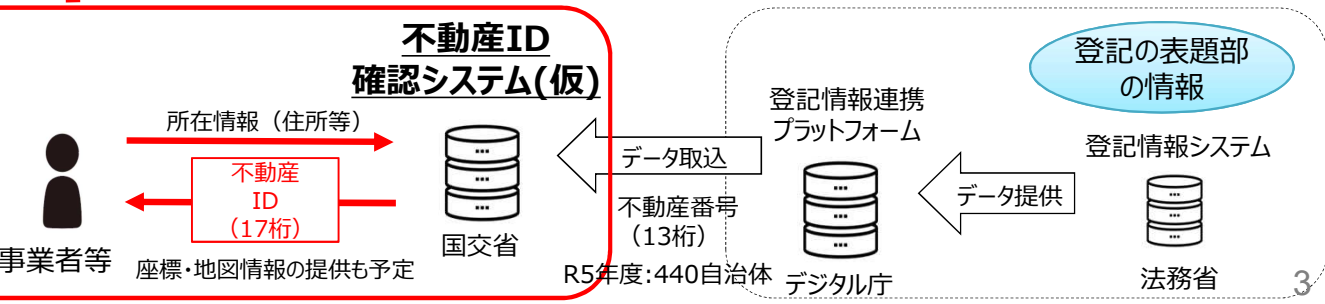 不動産ID
確認システム(仮)
所在情報（住所等）
不動産
ID
（17桁）
事業者等
座標・地図情報の提供も予定
国交省
データ取込
不動産番号
（13桁）
R5年度:440自治体
登記情報連携
プラットフォーム
デジタル庁
データ提供
登記の表題部
の情報
登記情報システム
法務省
3